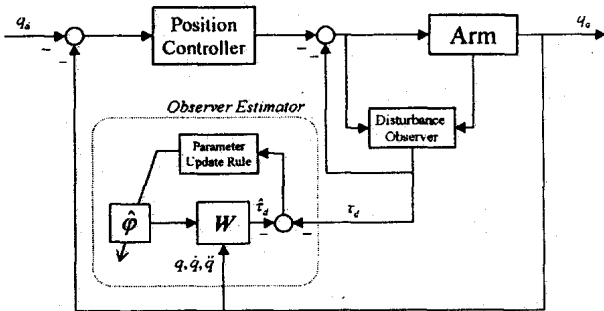 q_d
Position
Controller
Arm
q_a
Observer Estimator
Disturbance
Observer
Parameter
Update Rule
φ̂
W
τ̂_d
τ_d
q, q̇, q̈